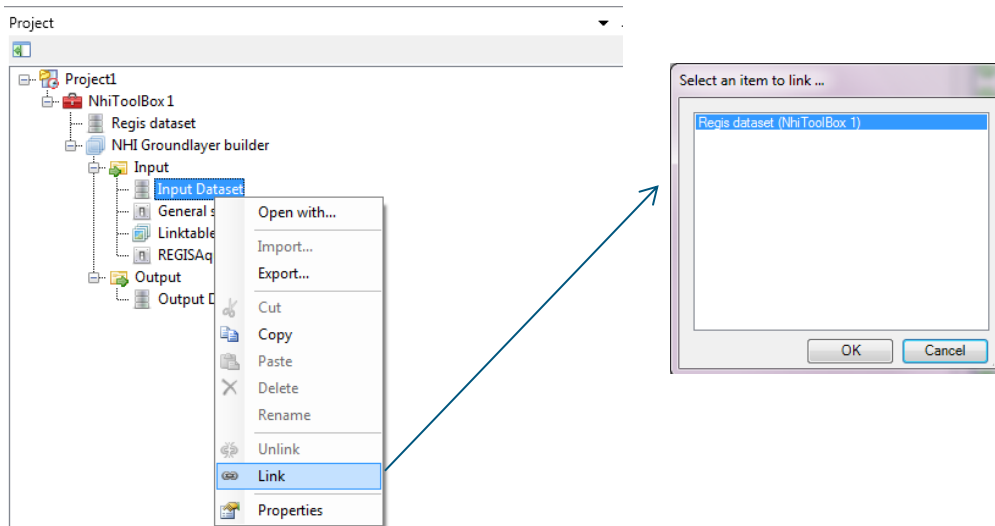 Project
Project1
NhiToolBox 1
Regis dataset
NHI Groundlayer builder
Input
Input Dataset
General s
Linktable
REGISAq
Output
Output D
Open with...
Import...
Export...
Cut
Copy
Paste
Delete
Rename
Unlink
Link
Properties
Select an item to link ...
Regis dataset (NhiToolBox 1)
OK
Cancel